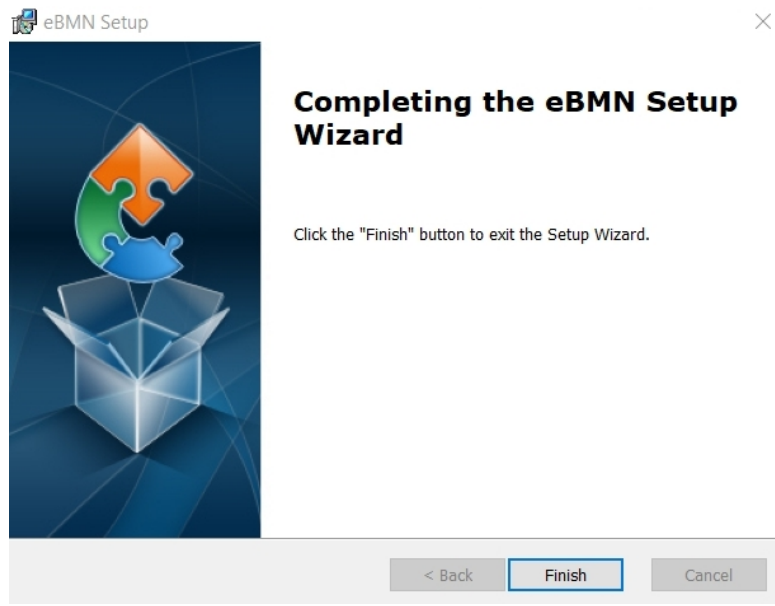 eBMN Setup
Completing the eBMN Setup
Wizard
Click the "Finish" button to exit the Setup Wizard.
< Back
Finish
Cancel